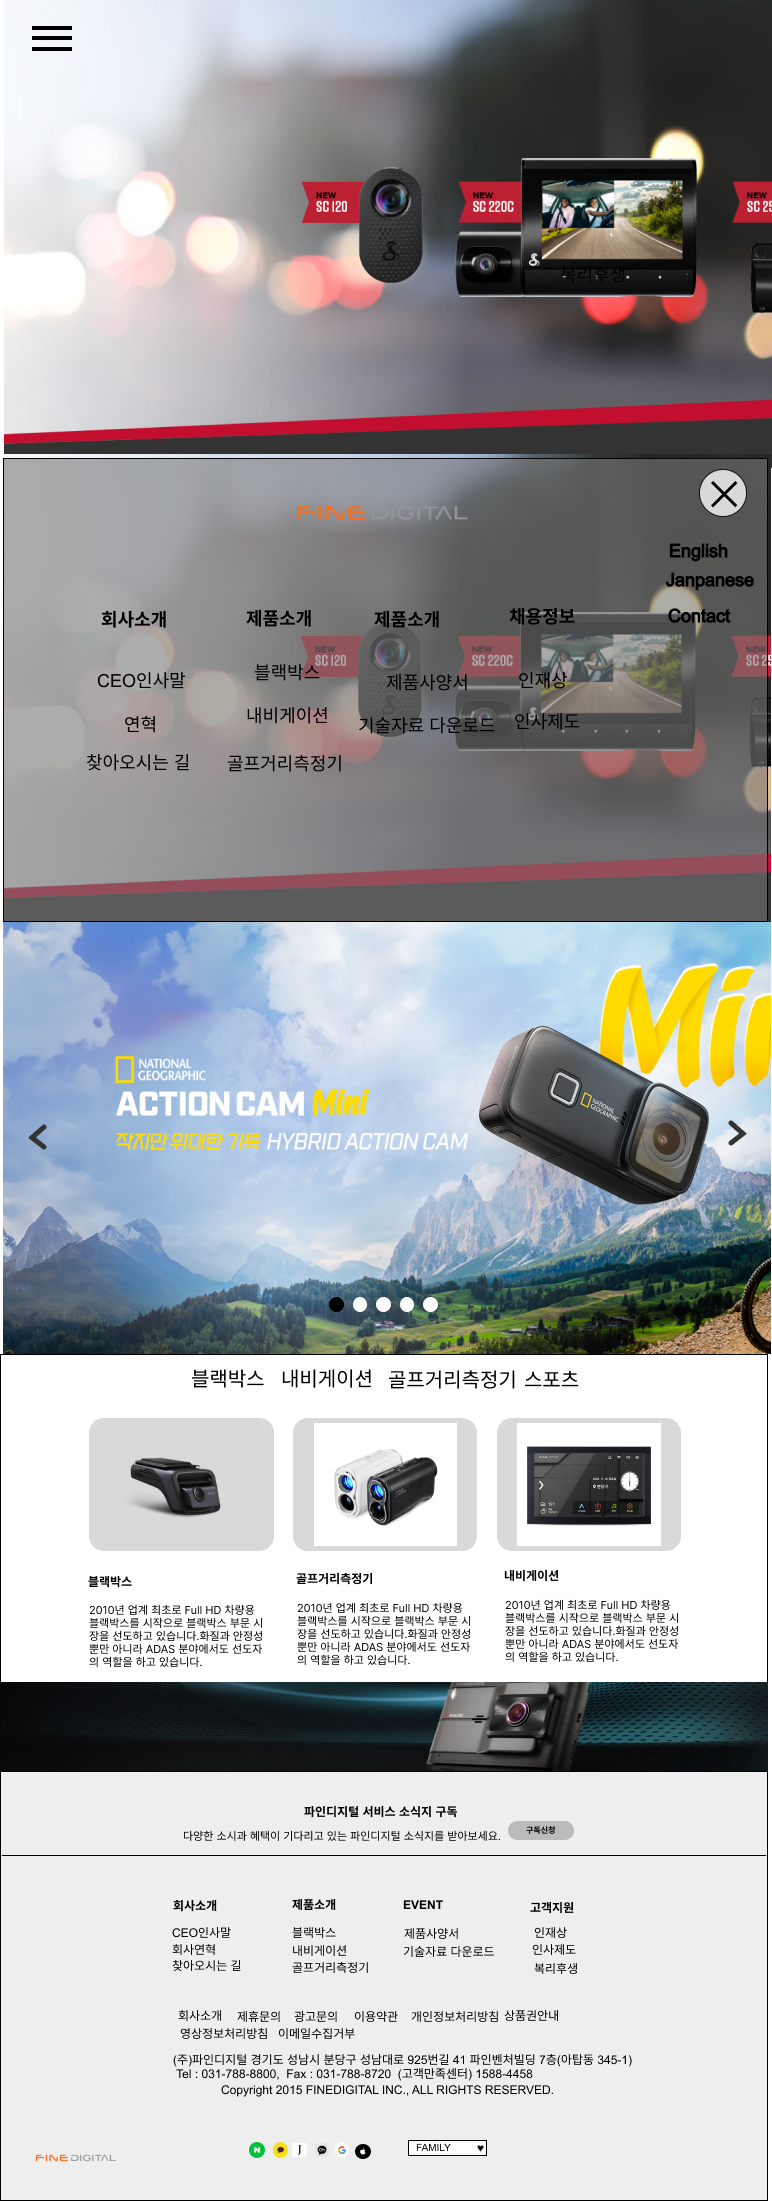 NEW
SC 120
NEW
SC 220C
NEW
SC 25
복리후생
FINEDIGITAL
English
Janpanese
Contact
회사소개 제품소개 제품소개 채용정보
NEW
SC 120
NEW
SC 220C
NEW
SC 25
CEO인사말 블랙박스 제품사양서 인재상
연혁 내비게이션 기술자료 다운로드 인사제도
찾아오시는 길 골프거리측정기
Mini
NATIONAL
GEOGRAPHIC
ACTION CAM Mini
작지만 위대한 기록 HYBRID ACTION CAM
NATIONAL
GEOGRAPHIC
블랙박스 내비게이션 골프거리측정기 스포츠
블랙박스
2010년 업계 최초로 Full HD 차량용
블랙박스를 시작으로 블랙박스 부문 시
장을 선도하고 있습니다.화질과 안정성
뿐만 아니라 ADAS 분야에서도 선도자
의 역할을 하고 있습니다.
골프거리측정기
2010년 업계 최초로 Full HD 차량용
블랙박스를 시작으로 블랙박스 부문 시
장을 선도하고 있습니다.화질과 안정성
뿐만 아니라 ADAS 분야에서도 선도자
의 역할을 하고 있습니다.
내비게이션
2010년 업계 최초로 Full HD 차량용
블랙박스를 시작으로 블랙박스 부문 시
장을 선도하고 있습니다.화질과 안정성
뿐만 아니라 ADAS 분야에서도 선도자
의 역할을 하고 있습니다.
파인디지털 서비스 소식지 구독
다양한 소시과 혜택이 기다리고 있는 파인디지털 소식지를 받아보세요. 구독신청
회사소개 제품소개 EVENT 고객지원
CEO인사말 블랙박스 제품사양서 인재상
회사연혁 내비게이션 기술자료 다운로드 인사제도
찾아오시는 길 골프거리측정기 복리후생
회사소개 제휴문의 광고문의 이용약관 개인정보처리방침 상품권안내
영상정보처리방침 이메일수집거부
(주)파인디지털 경기도 성남시 분당구 성남대로 925번길 41 파인벤처빌딩 7층(야탑동 345-1)
Tel : 031-788-8800, Fax : 031-788-8720 (고객만족센터) 1588-4458
Copyright 2015 FINEDIGITAL INC., ALL RIGHTS RESERVED.
N J G
FAMILY ♥
FINEDIGITAL